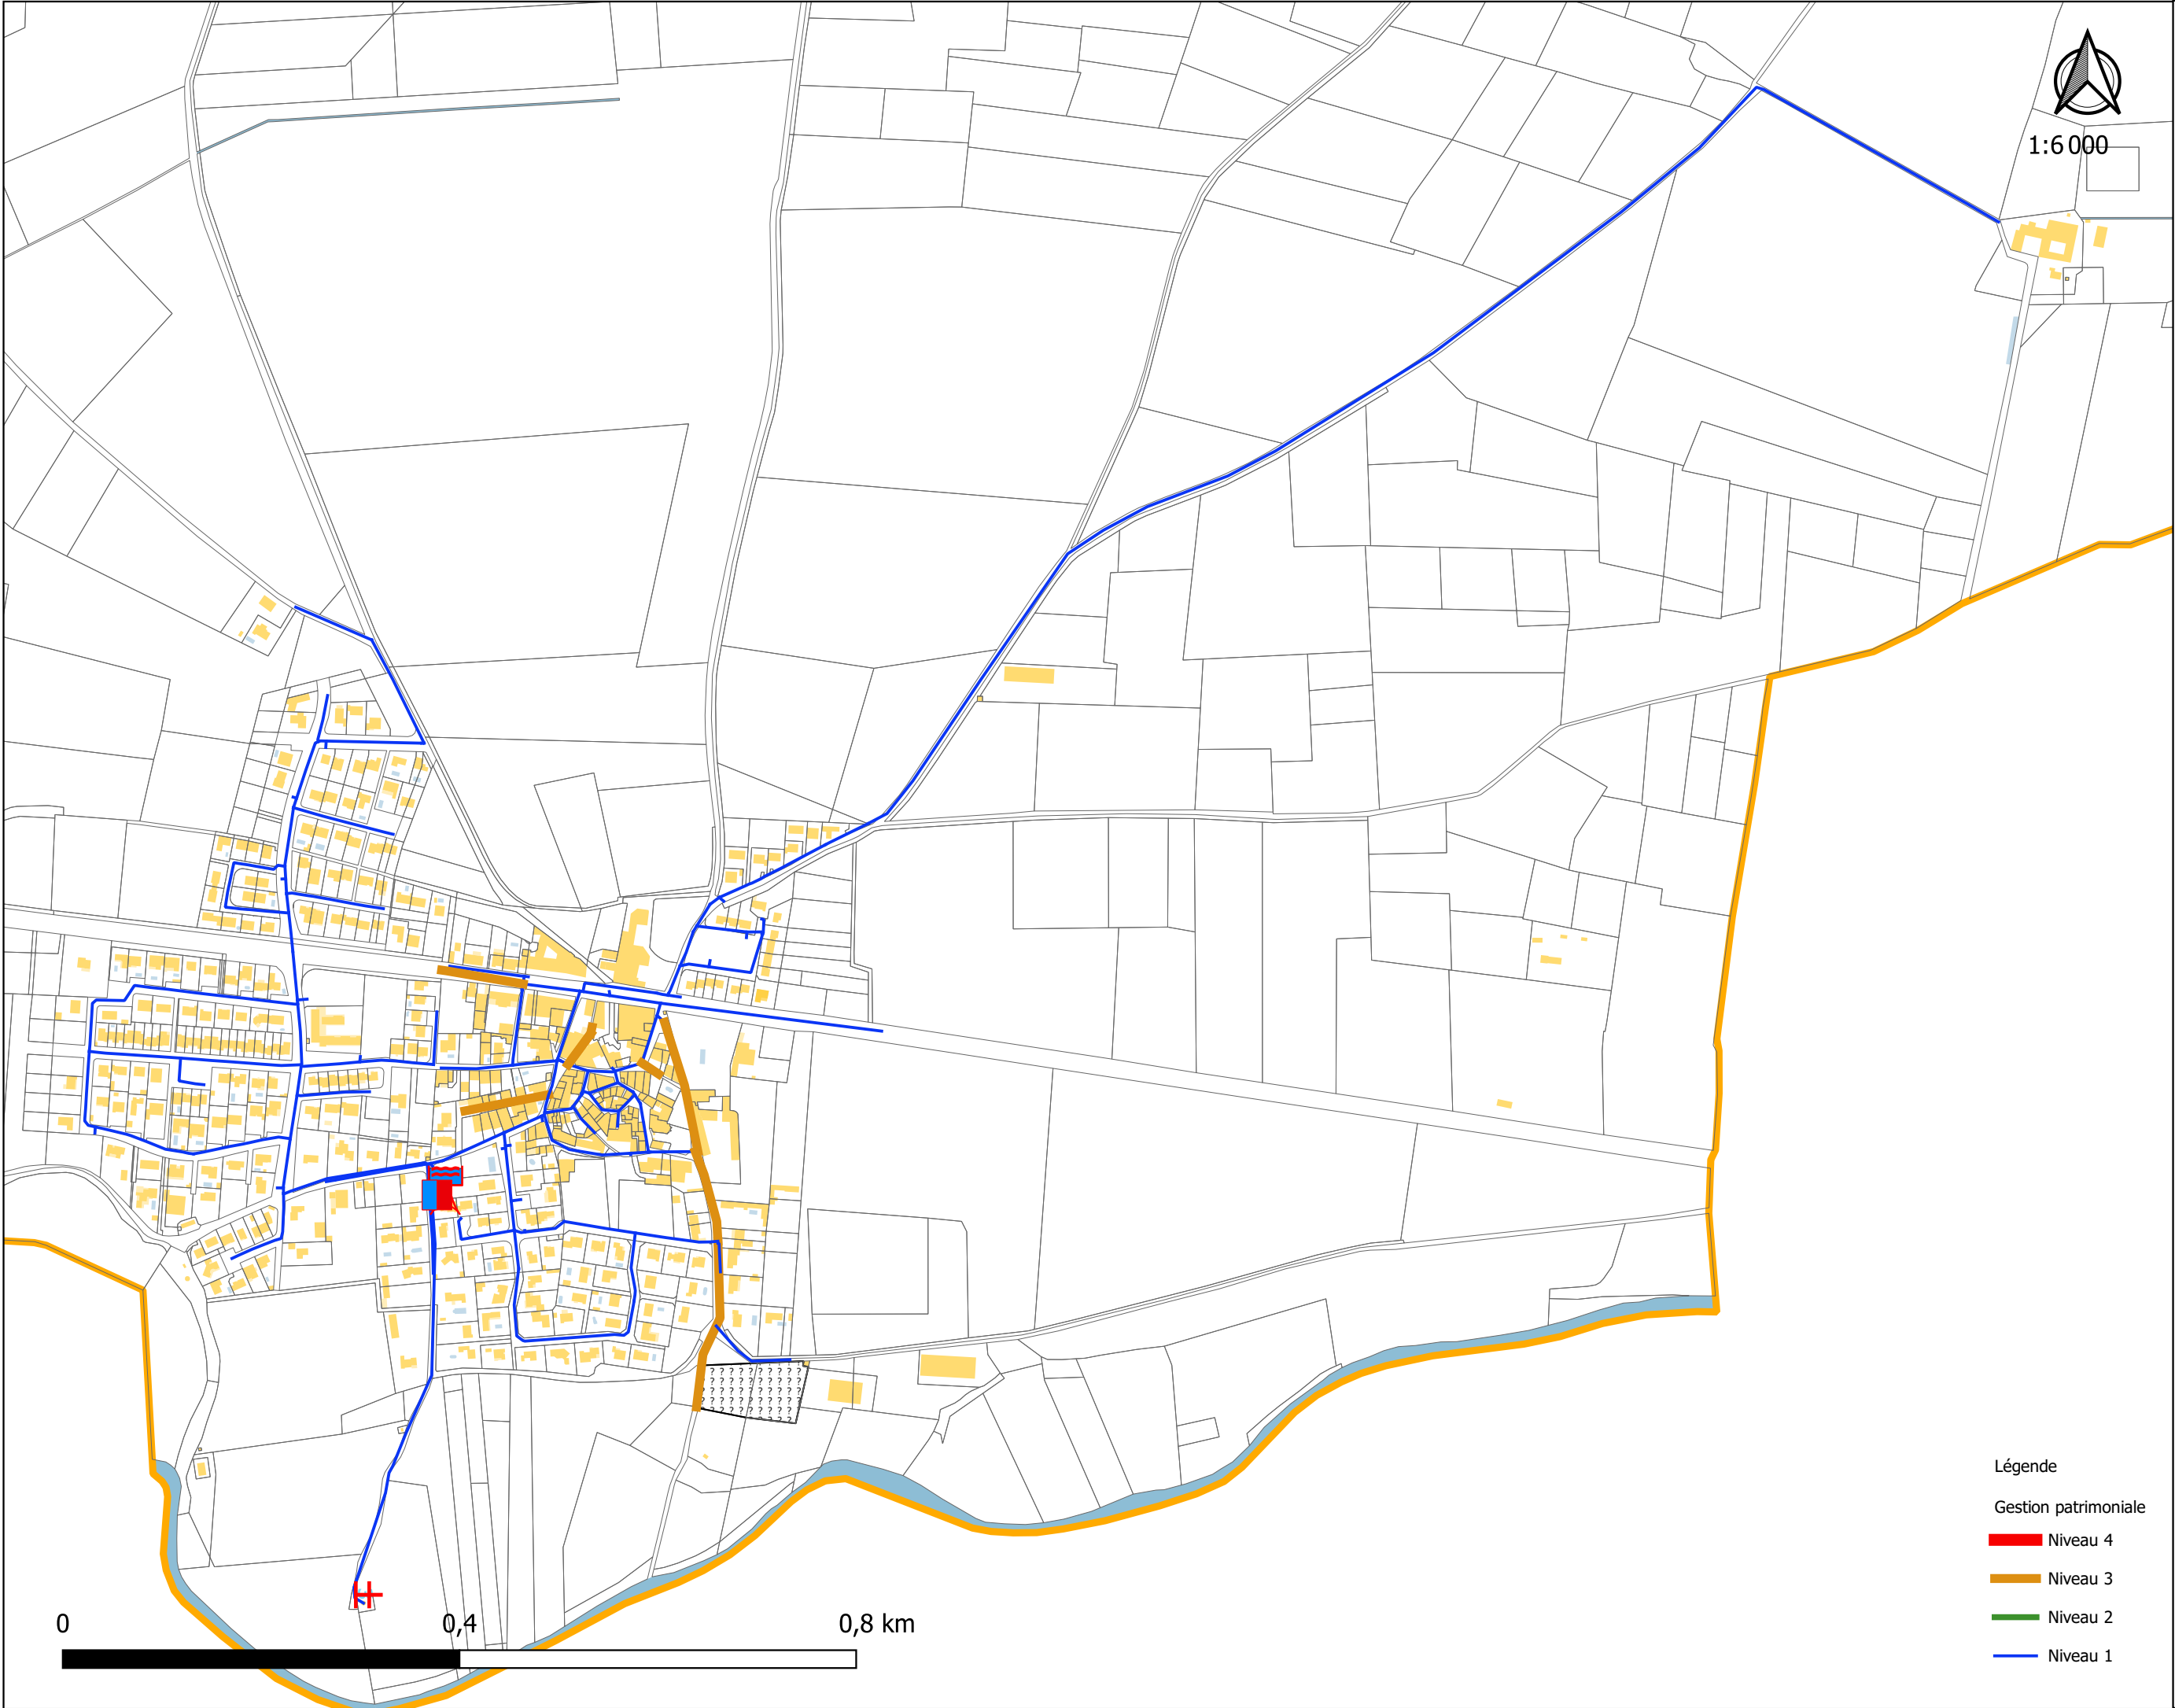 1:6 000
? ? ? ? ? ? ? ? ? ?
? ? ? ? ? ? ? ? ? ?
? ? ? ? ? ? ? ? ? ?
? ? ? ? ? ? ? ? ? ?
? ? ? ? ? ? ? ? ? ?
? ? ? ?
Légende
Gestion patrimoniale
Niveau 4
Niveau 3
Niveau 2
Niveau 1
0 0,4 0,8 km